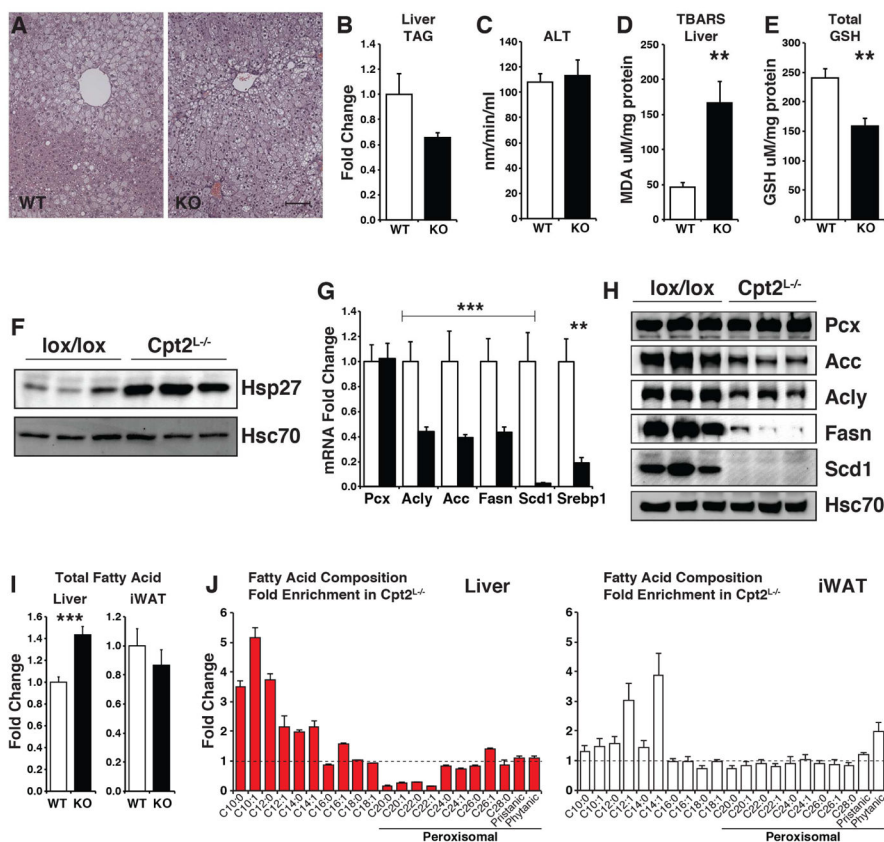 A
WT
KO
B
Liver
TAG
Fold Change
1.4
1.2
1.0
0.8
0.6
0.4
0.2
0.0
WT KO
C
ALT
nm/min/ml
140
120
100
80
60
40
20
0
WT KO
D
TBARS
Liver
MDA uM/mg protein
250
200
150
100
50
0
**
WT KO
E
Total
GSH
GSH uM/mg protein
300
250
200
150
100
50
0
**
WT KO
F
lox/lox Cpt2L-/-
Hsp27
Hsc70
G
mRNA Fold Change
1.4
1.2
1.0
0.8
0.6
0.4
0.2
0.0
***
**
Pcx Acly Acc Fasn Scd1 Srebp1
H
lox/lox Cpt2L-/-
Pcx
Acc
Acly
Fasn
Scd1
Hsc70
I
Total Fatty Acid
Liver iWAT
Fold Change
1.6
1.4
1.2
1.0
0.8
0.6
0.4
0.2
0.0
***
WT KO
1.4
1.2
1.0
0.8
0.6
0.4
0.2
0.0
WT KO
J
Fatty Acid Composition
Fold Enrichment in Cpt2L-/-
Liver
Fold Change
6
5
4
3
2
1
0
C10:0 C10:1 C12:0 C12:1 C14:0 C14:1 C16:0 C16:1 C18:0 C18:1 C20:0 C20:1 C22:0 C22:1 C24:0 C24:1 C26:0 C26:1 C28:0 Pristanic Phytanic
Peroxisomal
Fatty Acid Composition
Fold Enrichment in Cpt2L-/-
iWAT
6
5
4
3
2
1
0
C10:0 C10:1 C12:0 C12:1 C14:0 C14:1 C16:0 C16:1 C18:0 C18:1 C20:0 C20:1 C22:0 C22:1 C24:0 C24:1 C26:0 C26:1 C28:0 Pristanic Phytanic
Peroxisomal